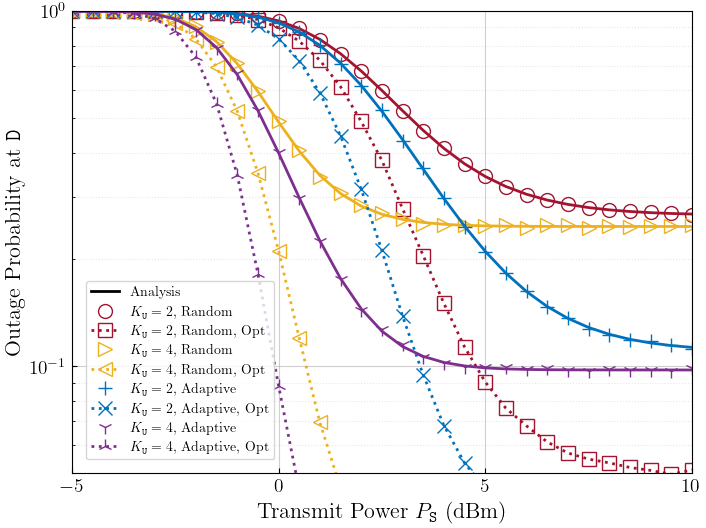 10⁰
10⁻¹
Outage Probability at D
Analysis
K_U = 2, Random
K_U = 2, Random, Opt
K_U = 4, Random
K_U = 4, Random, Opt
K_U = 2, Adaptive
K_U = 2, Adaptive, Opt
K_U = 4, Adaptive
K_U = 4, Adaptive, Opt
−5 0 5 10
Transmit Power P_S (dBm)